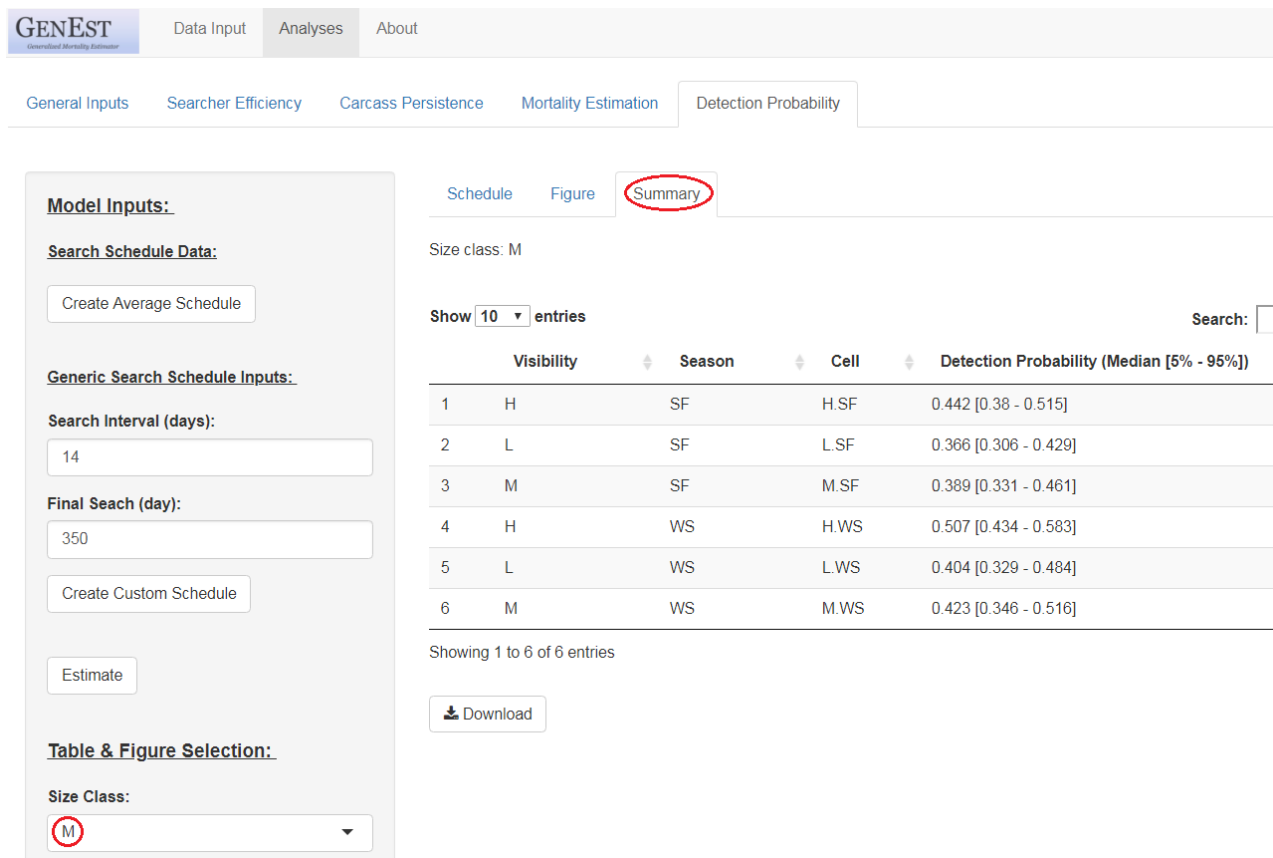 GENEST
Generalized Mortality Estimator
Data Input Analyses About
General Inputs Searcher Efficiency Carcass Persistence Mortality Estimation Detection Probability
Model Inputs:
Search Schedule Data:
Create Average Schedule
Generic Search Schedule Inputs:
Search Interval (days):
14
Final Seach (day):
350
Create Custom Schedule
Estimate
Table & Figure Selection:
Size Class:
M
Schedule Figure Summary
Size class: M
Show 10 entries Search:
Visibility Season Cell Detection Probability (Median [5% - 95%])
1 H SF H.SF 0.442 [0.38 - 0.515]
2 L SF L.SF 0.366 [0.306 - 0.429]
3 M SF M.SF 0.389 [0.331 - 0.461]
4 H WS H.WS 0.507 [0.434 - 0.583]
5 L WS L.WS 0.404 [0.329 - 0.484]
6 M WS M.WS 0.423 [0.346 - 0.516]
Showing 1 to 6 of 6 entries
Download